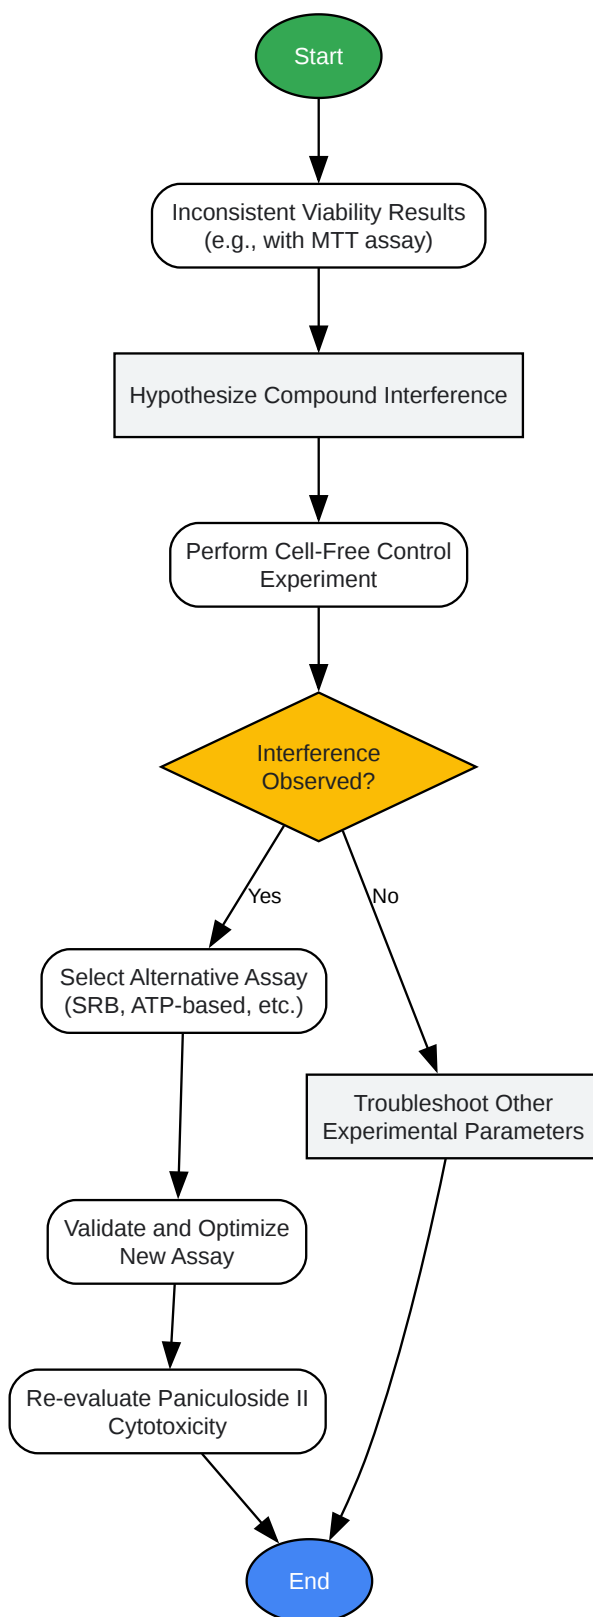 Start
Inconsistent Viability Results
(e.g., with MTT assay)
Hypothesize Compound Interference
Perform Cell-Free Control
Experiment
Interference
Observed?
Yes
No
Select Alternative Assay
(SRB, ATP-based, etc.)
Troubleshoot Other
Experimental Parameters
Validate and Optimize
New Assay
Re-evaluate Paniculoside II
Cytotoxicity
End